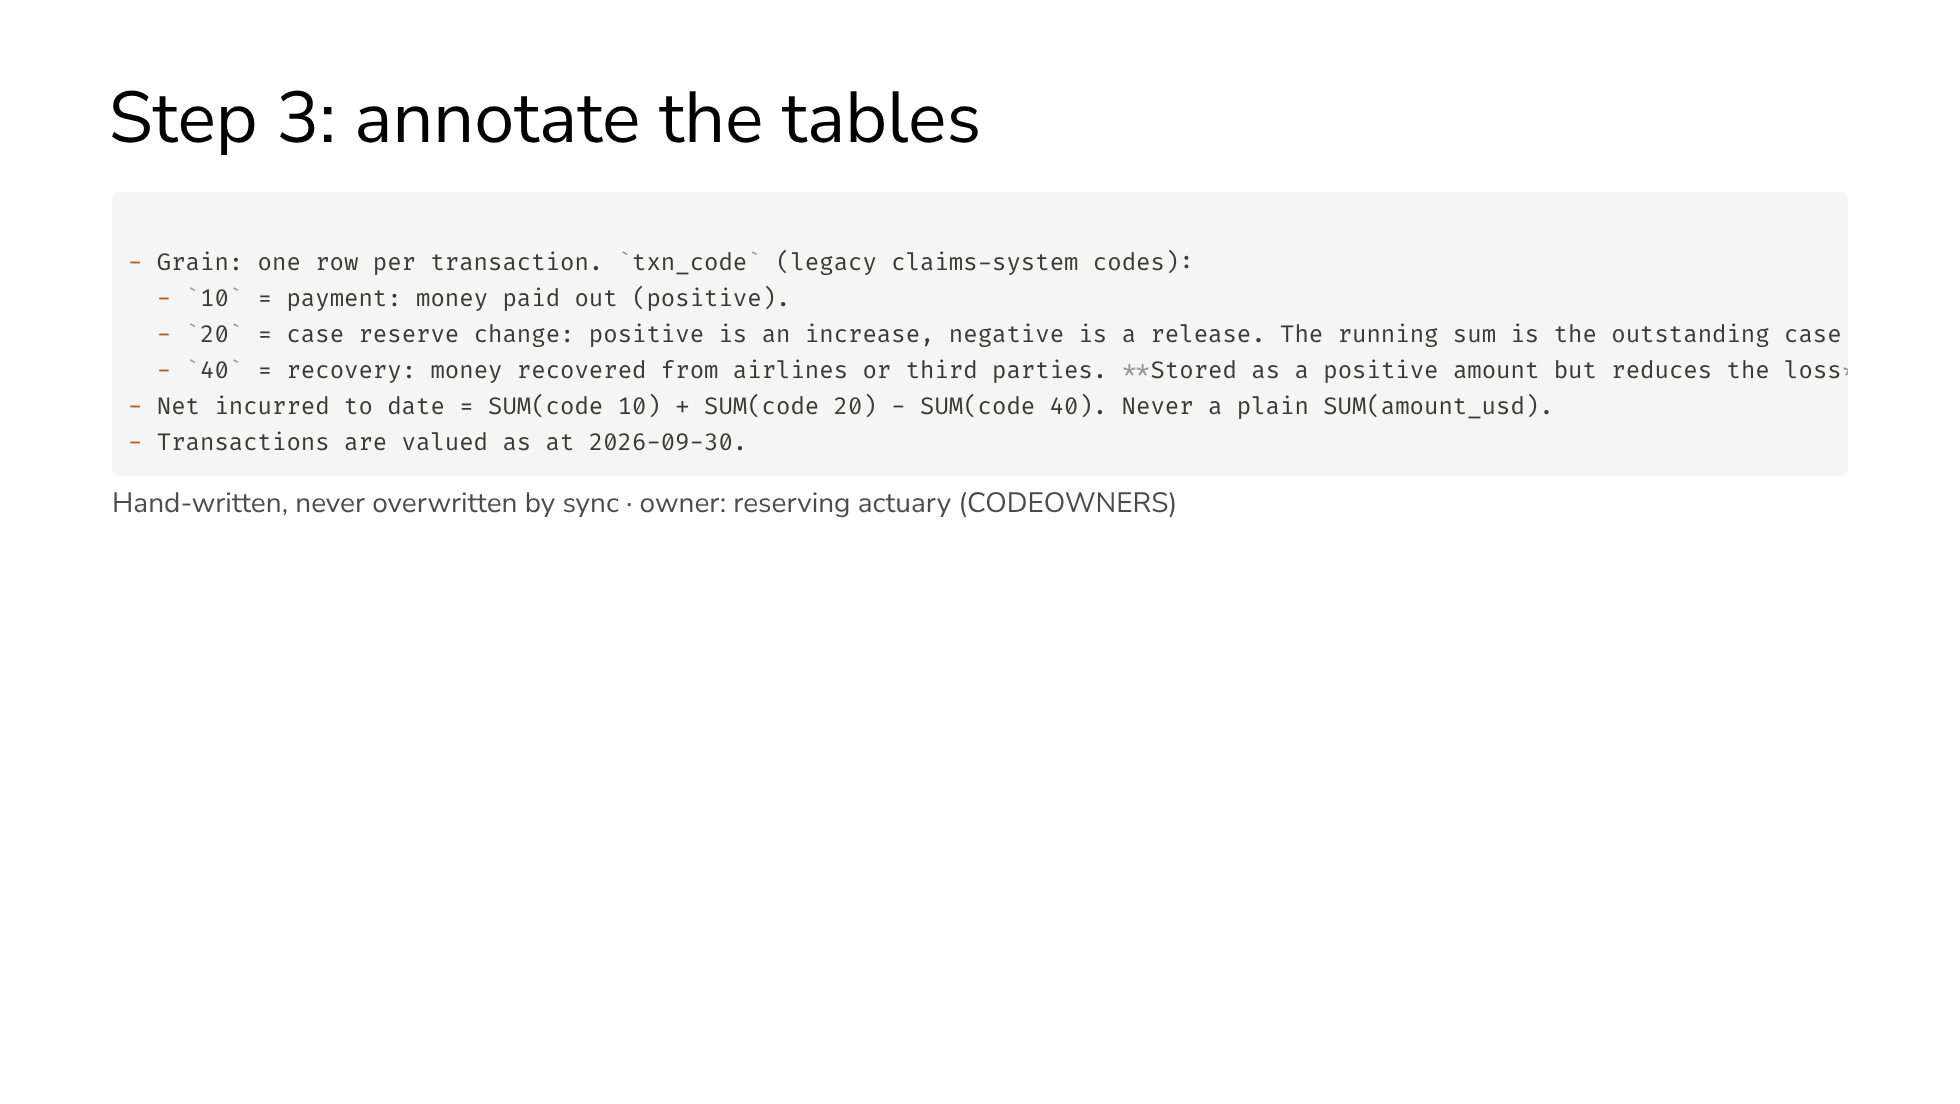 Step 3: annotate the tables
- Grain: one row per transaction. `txn_code` (legacy claims-system codes):
  - `10` = payment: money paid out (positive).
  - `20` = case reserve change: positive is an increase, negative is a release. The running sum is the outstanding case
  - `40` = recovery: money recovered from airlines or third parties. **Stored as a positive amount but reduces the loss*
- Net incurred to date = SUM(code 10) + SUM(code 20) - SUM(code 40). Never a plain SUM(amount_usd).
- Transactions are valued as at 2026-09-30.
Hand-written, never overwritten by sync · owner: reserving actuary (CODEOWNERS)